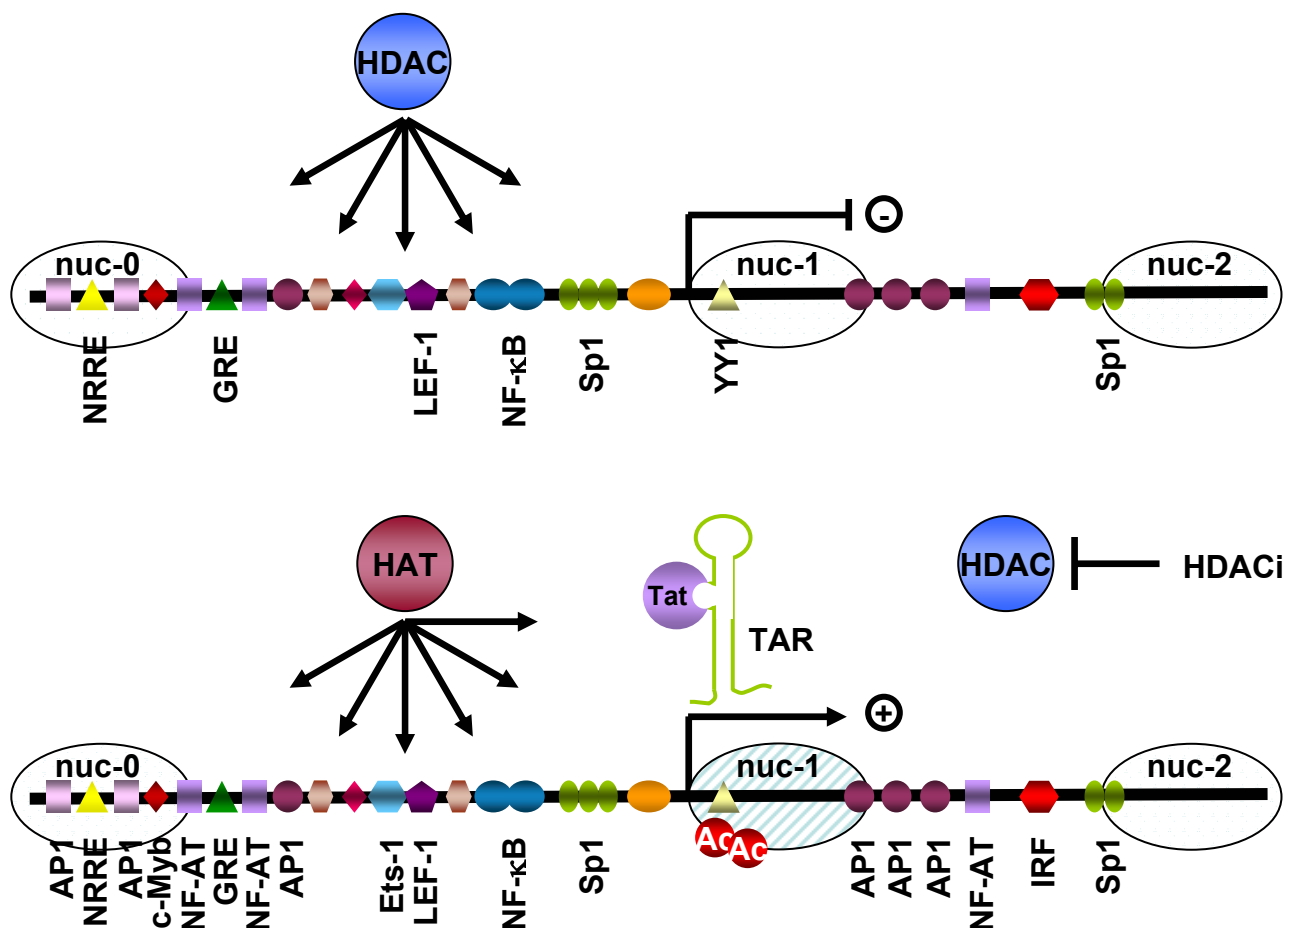 HDAC
-
nuc-0
nuc-1
nuc-2
NRRE
GRE
LEF-1
NF-κB
Sp1
YY1
Sp1
HAT
Tat
TAR
HDAC
HDACi
+
nuc-0
nuc-1
nuc-2
Ac
Ac
AP1
NRRE
AP1
c-Myb
NF-AT
GRE
NF-AT
AP1
Ets-1
LEF-1
NF-κB
Sp1
AP1
AP1
AP1
NF-AT
IRF
Sp1